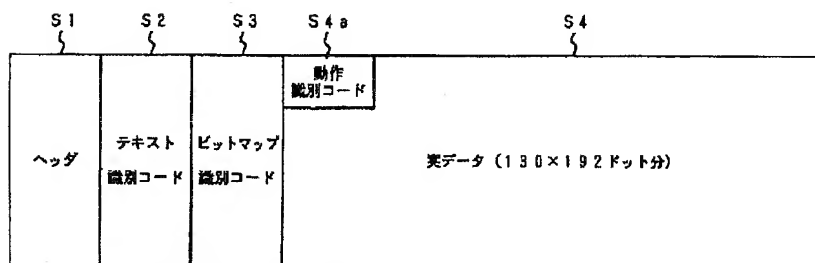 S1 S2 S3 S4a S4
動作
識別コード
ヘッダ
テキスト
識別コード
ビットマップ
識別コード
実データ (130×192ドット分)